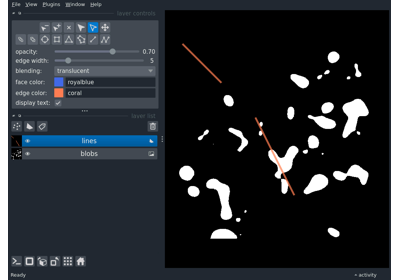 File View Plugins Window Help
layer controls
opacity: 0.70
edge width: 5
blending: translucent
face color: royalblue
edge color: coral
display text:
layer list
lines
blobs
Ready
activity